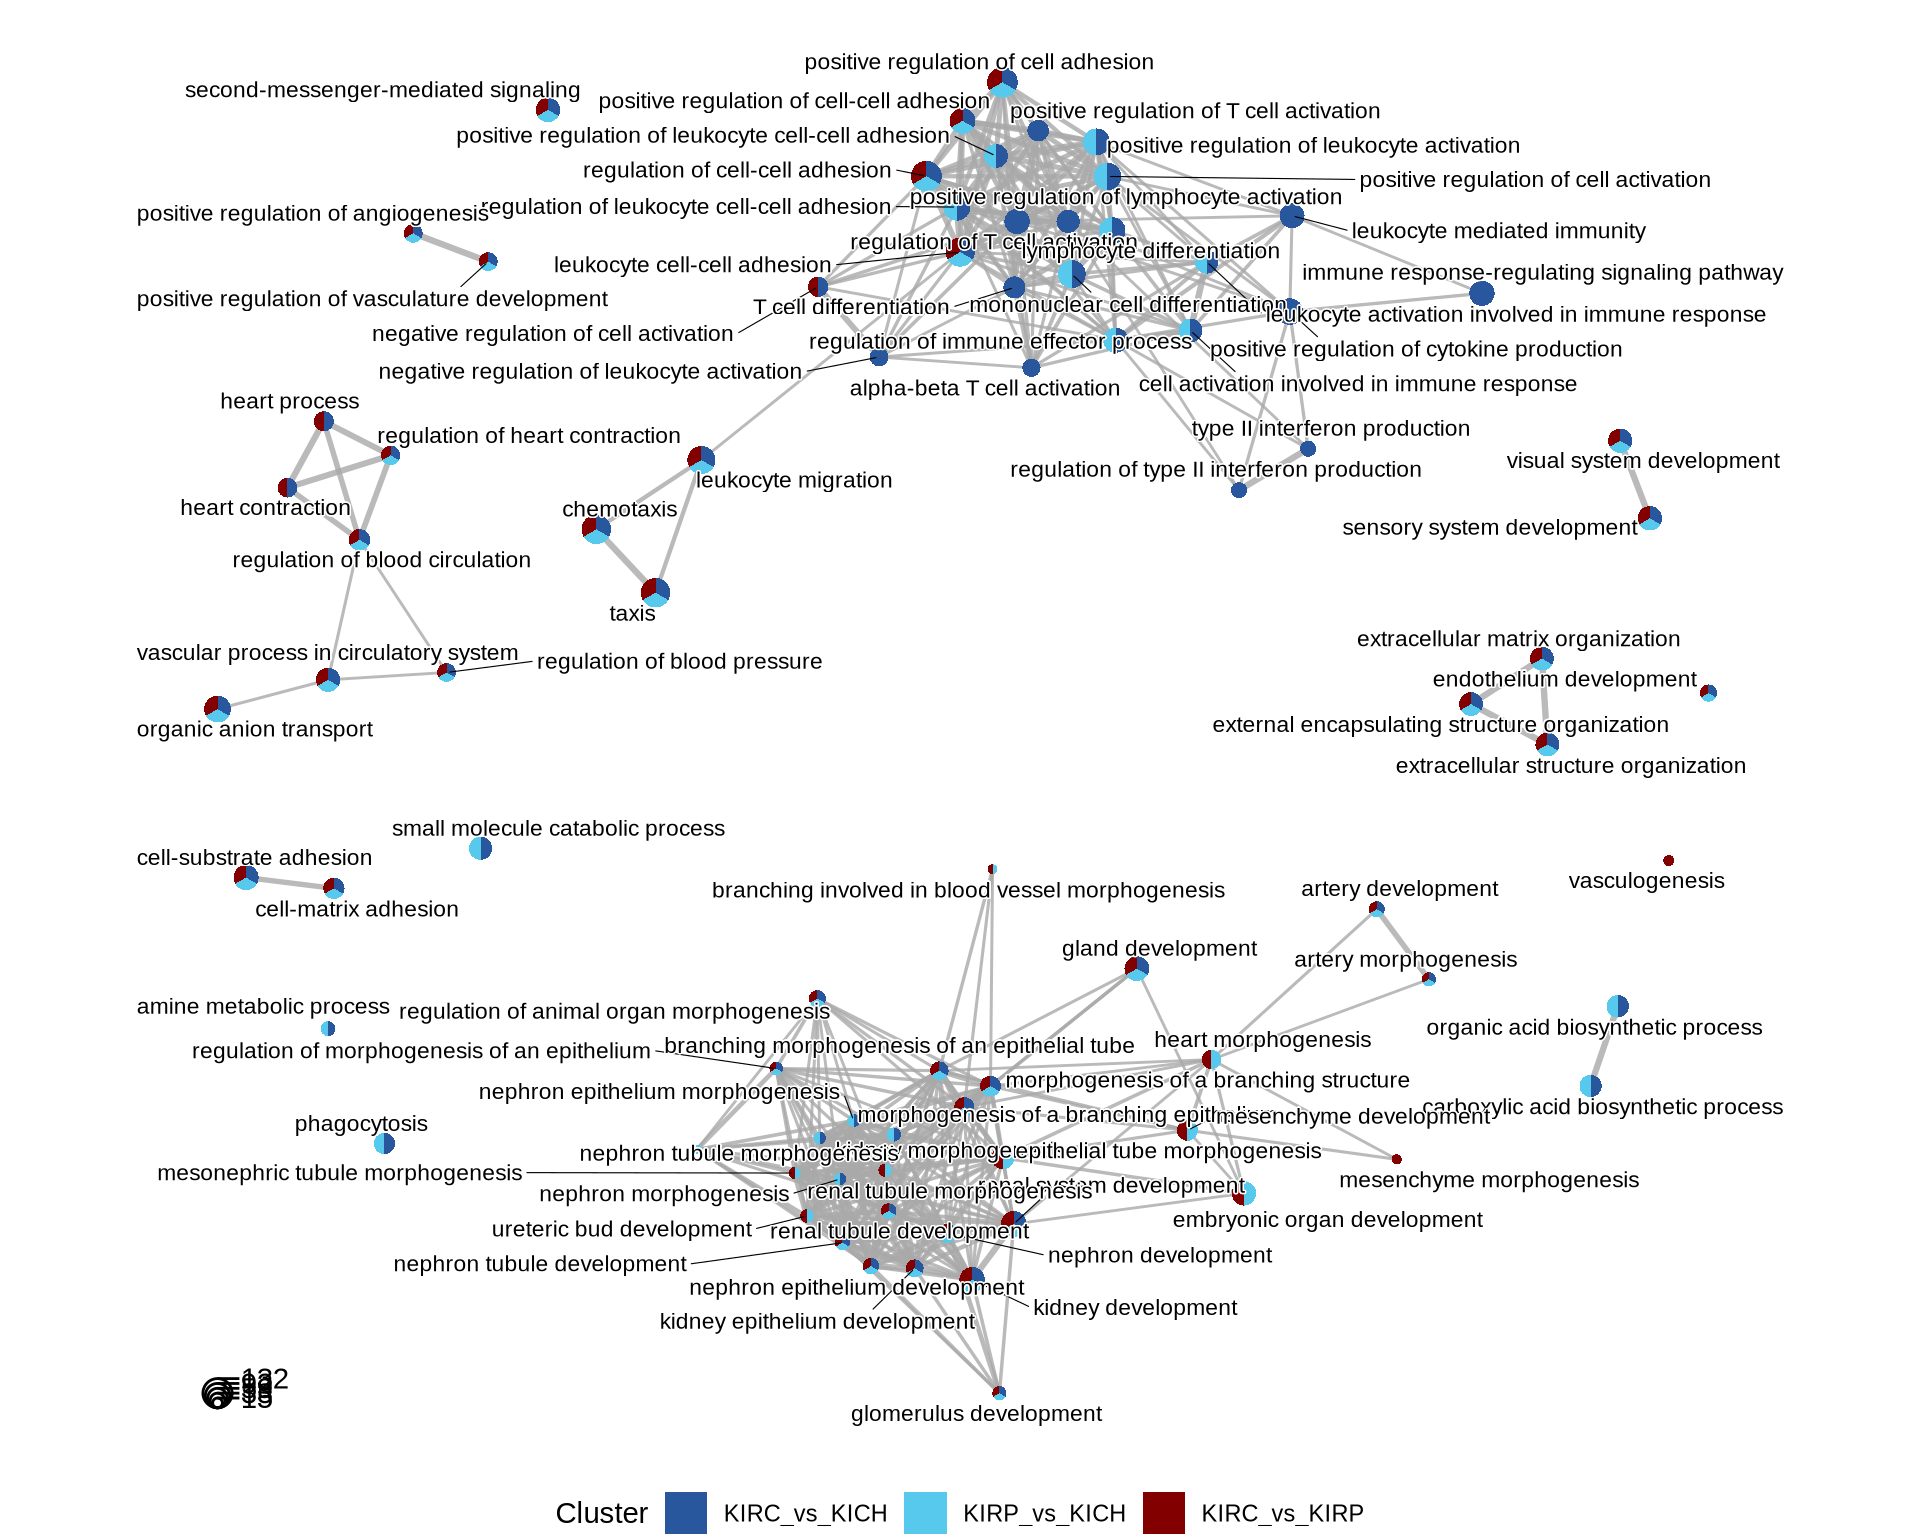 positive regulation of cell adhesion
second-messenger-mediated signaling
positive regulation of cell-cell adhesion
positive regulation of T cell activation
positive regulation of leukocyte cell-cell adhesion
positive regulation of leukocyte activation
regulation of cell-cell adhesion
positive regulation of cell activation
positive regulation of lymphocyte activation
positive regulation of angiogenesis
regulation of leukocyte cell-cell adhesion
leukocyte mediated immunity
regulation of T cell activation
lymphocyte differentiation
leukocyte cell-cell adhesion
immune response-regulating signaling pathway
positive regulation of vasculature development
T cell differentiation
mononuclear cell differentiation
leukocyte activation involved in immune response
negative regulation of cell activation
regulation of immune effector process
positive regulation of cytokine production
negative regulation of leukocyte activation
alpha-beta T cell activation
cell activation involved in immune response
heart process
regulation of heart contraction
type II interferon production
regulation of type II interferon production
visual system development
leukocyte migration
heart contraction
chemotaxis
sensory system development
regulation of blood circulation
taxis
extracellular matrix organization
vascular process in circulatory system
regulation of blood pressure
endothelium development
organic anion transport
external encapsulating structure organization
extracellular structure organization
small molecule catabolic process
cell-substrate adhesion
cell-matrix adhesion
branching involved in blood vessel morphogenesis
artery development
vasculogenesis
gland development
artery morphogenesis
amine metabolic process
regulation of animal organ morphogenesis
organic acid biosynthetic process
regulation of morphogenesis of an epithelium
branching morphogenesis of an epithelial tube
heart morphogenesis
nephron epithelium morphogenesis
morphogenesis of a branching structure
carboxylic acid biosynthetic process
morphogenesis of a branching epithelium
mesenchyme development
phagocytosis
nephron tubule morphogenesis
kidney morphogenesis
epithelial tube morphogenesis
mesonephric tubule morphogenesis
mesenchyme morphogenesis
nephron morphogenesis
renal tubule morphogenesis
renal system development
embryonic organ development
ureteric bud development
renal tubule development
nephron development
nephron tubule development
nephron epithelium development
kidney development
kidney epithelium development
132
glomerulus development
Cluster KIRC_vs_KICH KIRP_vs_KICH KIRC_vs_KIRP